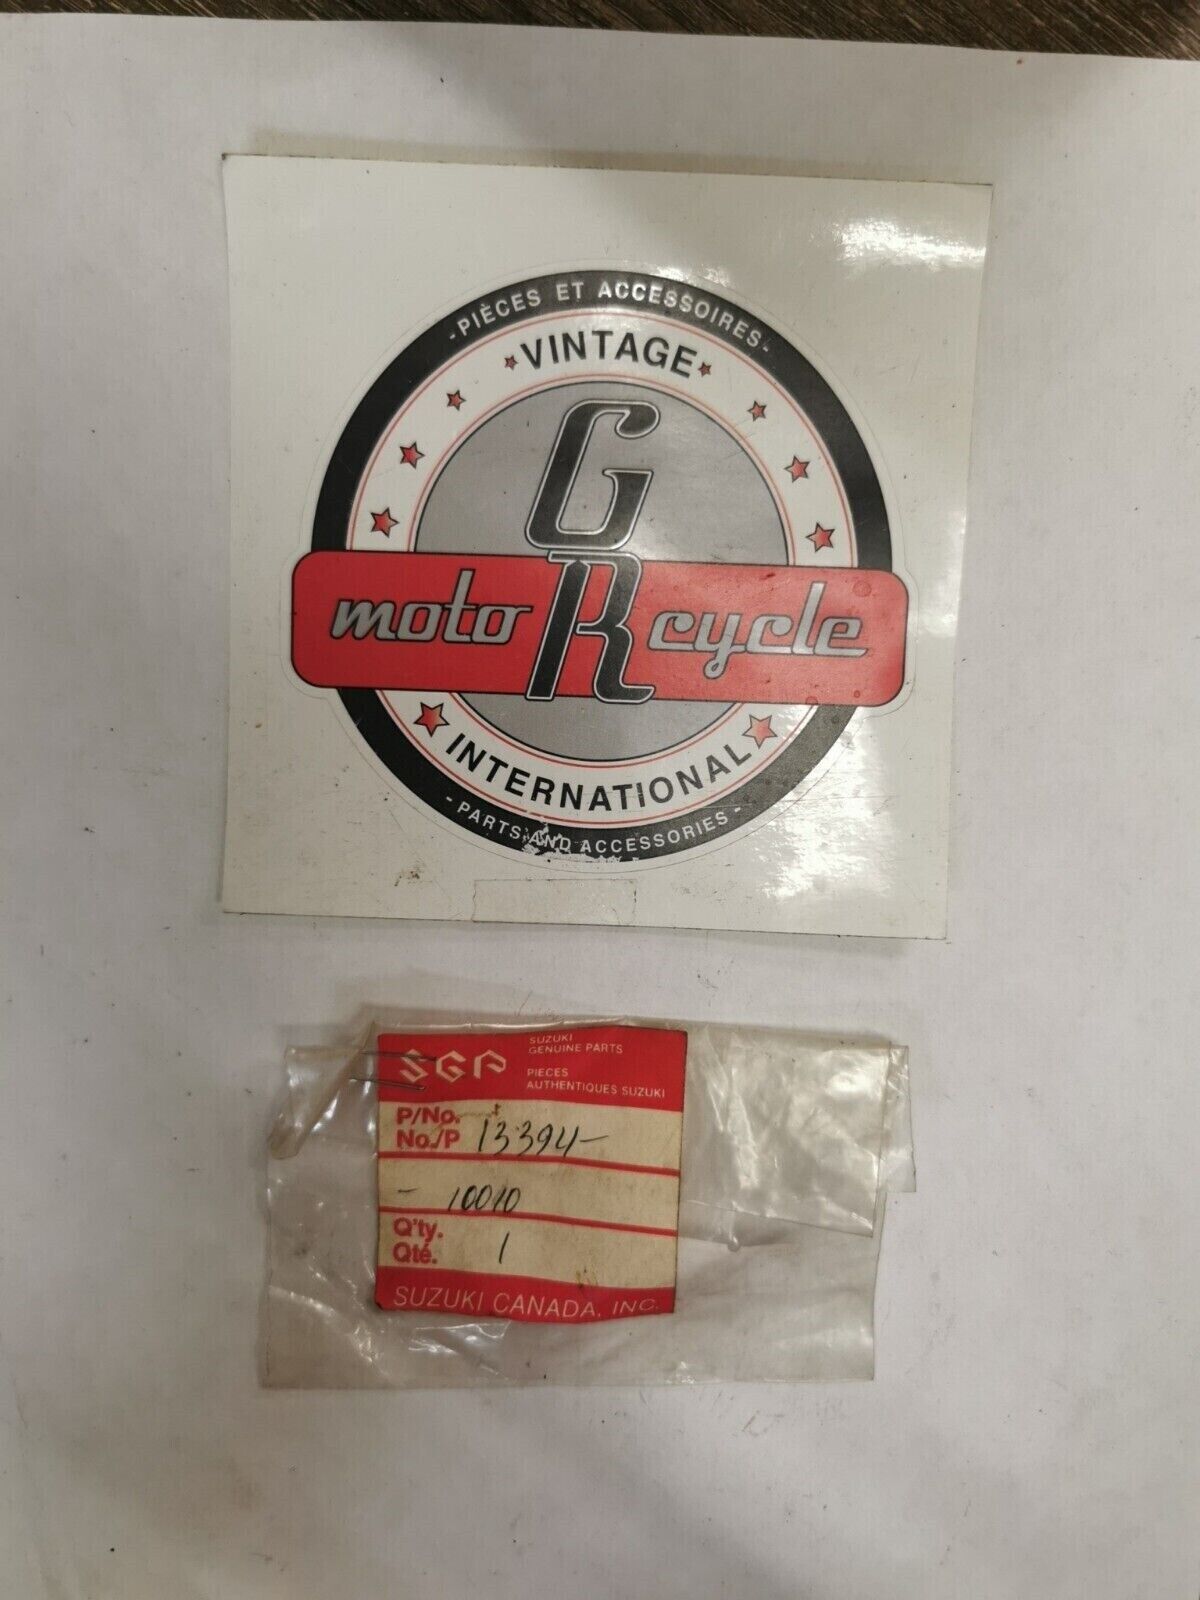 -PIÈCES ET ACCESSOIRES-
VINTAGE
GR
moto cycle
INTERNATIONAL
-PARTS AND ACCESSORIES-
SGP
SUZUKI
GENUINE PARTS
PIECES
AUTHENTIQUES SUZUKI
P/No.
No./P 13394-
- 10010
Q'ty.
Qté. 1
SUZUKI CANADA, INC.